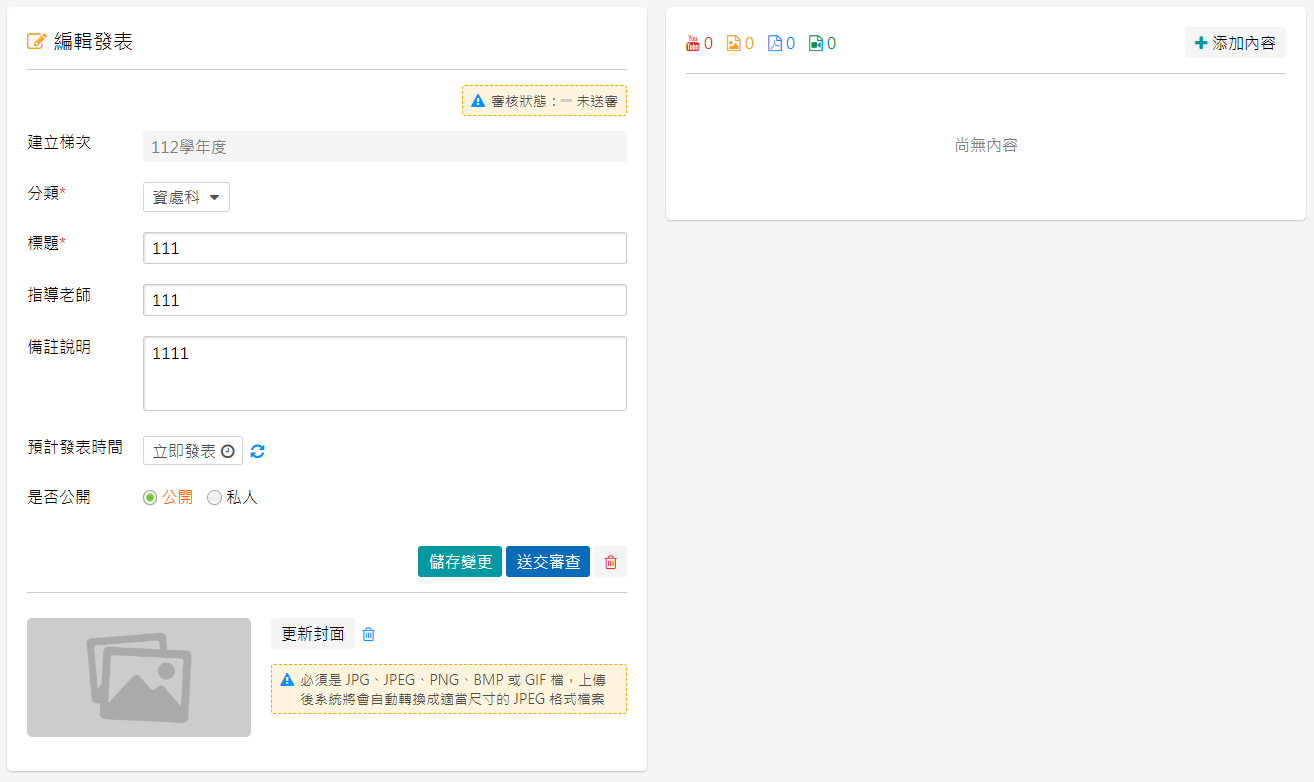 編輯發表
審核狀態：未送審
建立梯次
112學年度
分類*
資處科
標題*
111
指導老師
111
備註說明
1111
預計發表時間
立即發表
是否公開
公開
私人
儲存變更
送交審查
更新封面
必須是 JPG、JPEG、PNG、BMP 或 GIF 檔，上傳
後系統將會自動轉換成適當尺寸的 JPEG 格式檔案
You
Tube
0
0
0
0
添加內容
尚無內容